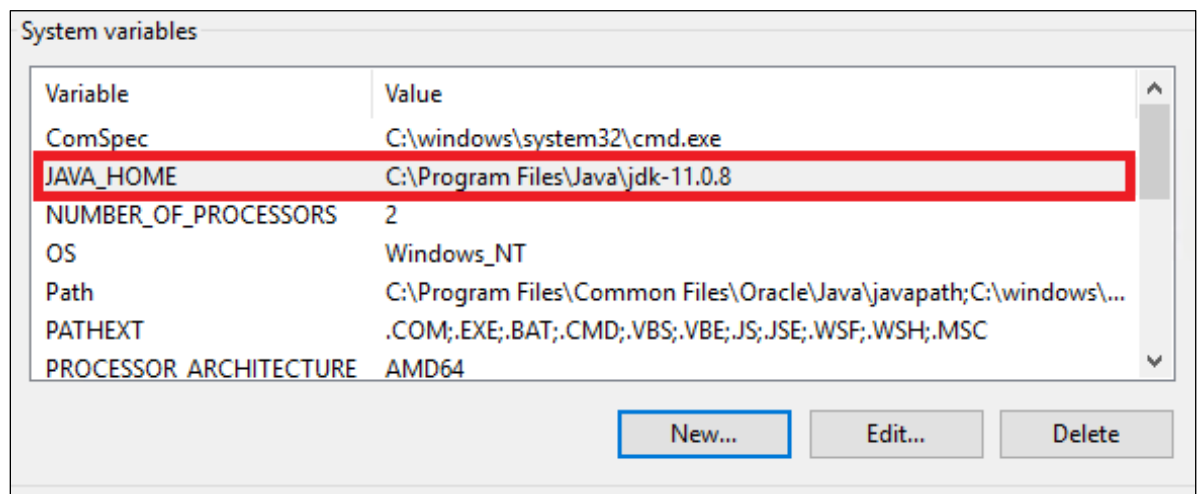 System variables
Variable Value
ComSpec C:\windows\system32\cmd.exe
JAVA_HOME C:\Program Files\Java\jdk-11.0.8
NUMBER_OF_PROCESSORS 2
OS Windows_NT
Path C:\Program Files\Common Files\Oracle\Java\javapath;C:\windows\...
PATHEXT .COM;.EXE;.BAT;.CMD;.VBS;.VBE;.JS;.JSE;.WSF;.WSH;.MSC
PROCESSOR_ARCHITECTURE AMD64
New... Edit... Delete